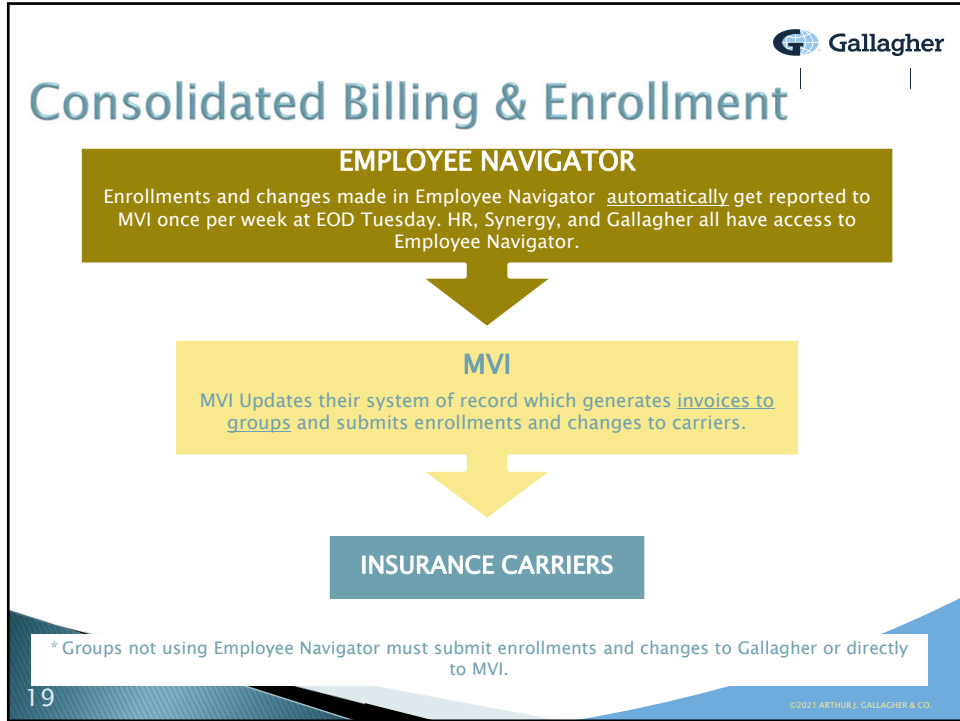 Gallagher
Consolidated Billing & Enrollment
EMPLOYEE NAVIGATOR
Enrollments and changes made in Employee Navigator automatically get reported to
MVI once per week at EOD Tuesday. HR, Synergy, and Gallagher all have access to
Employee Navigator.
MVI
MVI Updates their system of record which generates invoices to
groups and submits enrollments and changes to carriers.
INSURANCE CARRIERS
* Groups not using Employee Navigator must submit enrollments and changes to Gallagher or directly
to MVI.
19
©2021 ARTHUR J. GALLAGHER & CO.